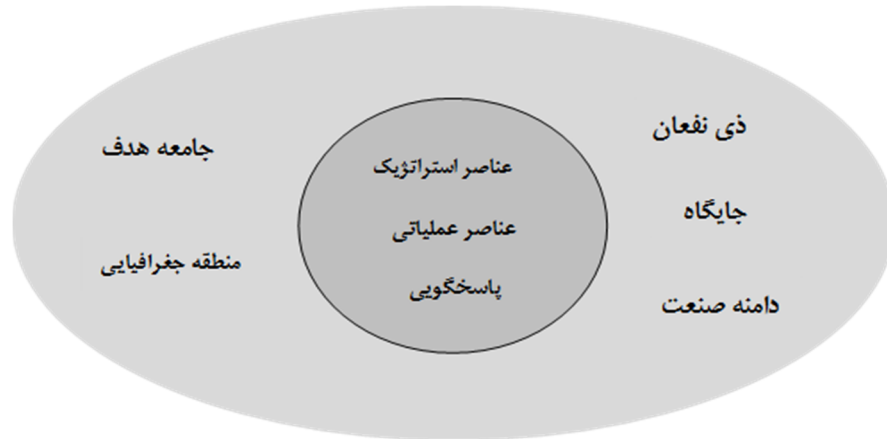 ذی نفعان
جایگاه
دامنه صنعت
عناصر استراتژیک
عناصر عملیاتی
پاسخگویی
جامعه هدف
منطقه جغرافیایی